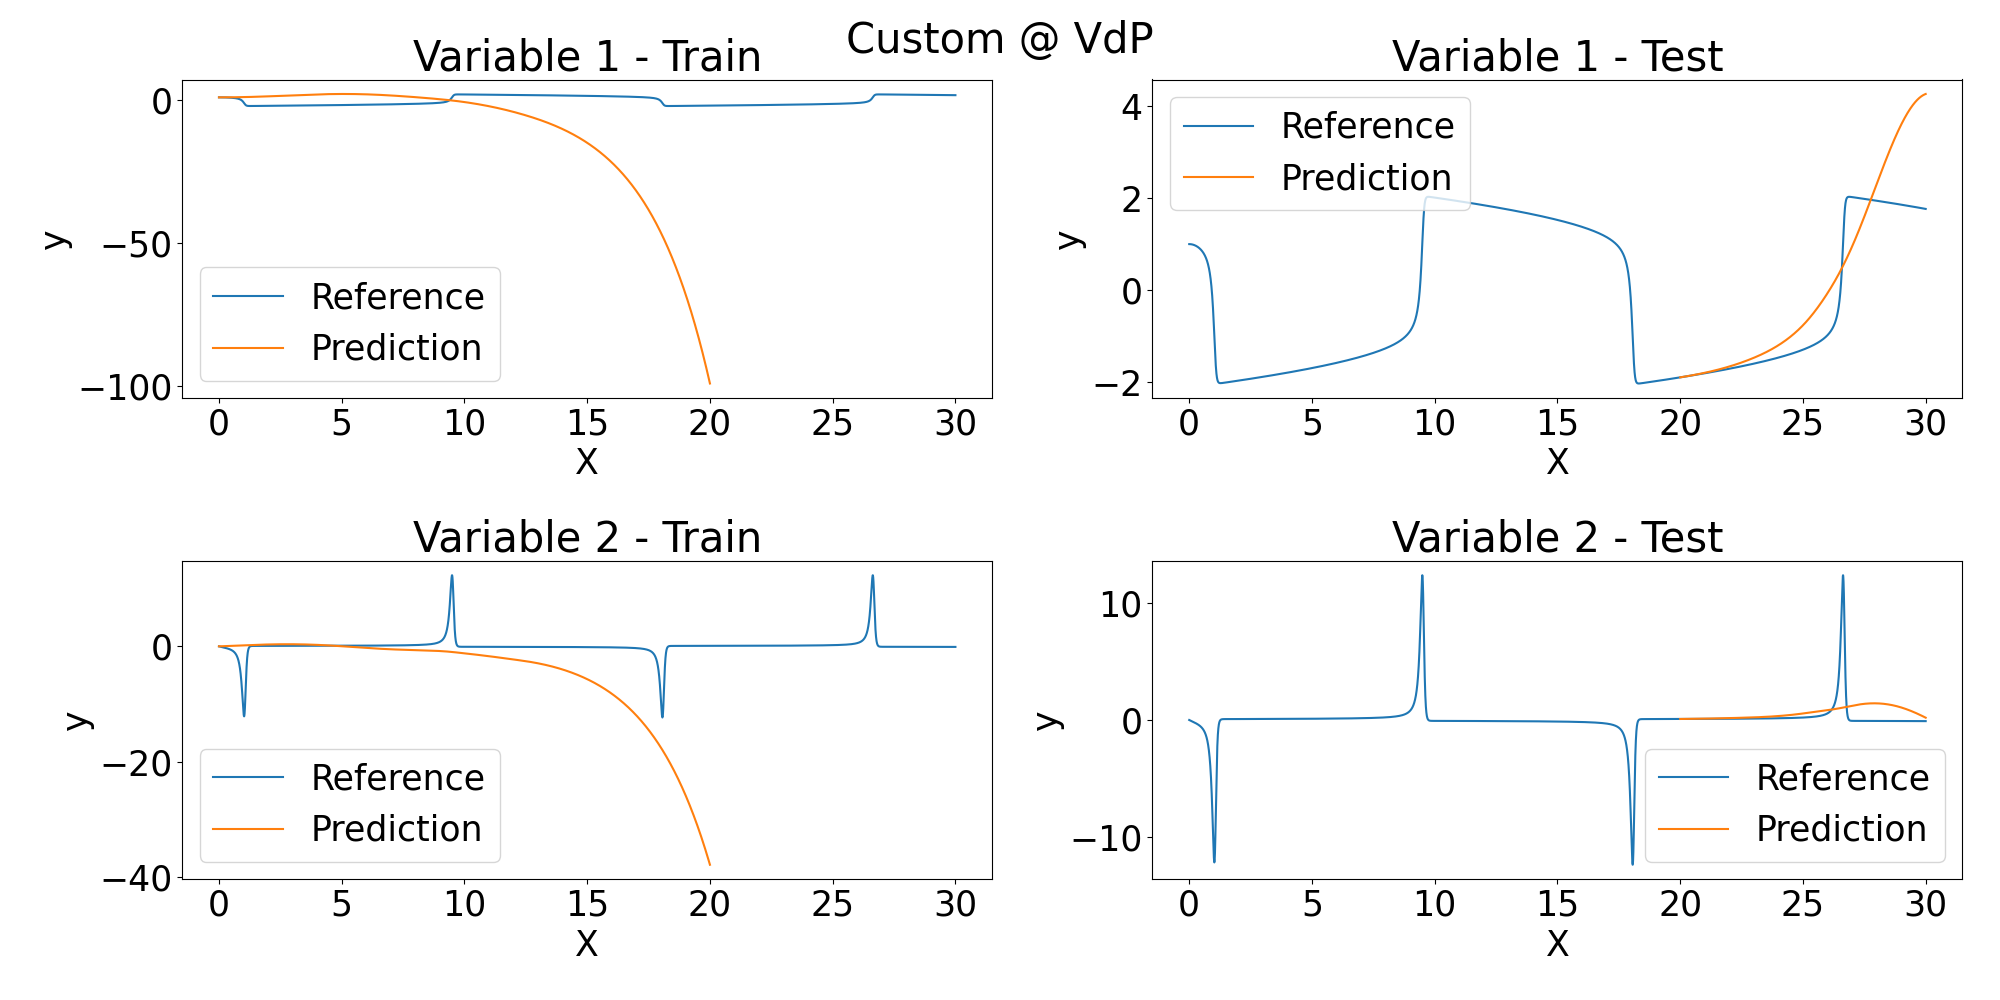 Custom @ VdP
Variable 1 - Train
0
−50
−100
y
Reference
Prediction
0 5 10 15 20 25 30
X
Variable 1 - Test
4
2
0
−2
y
Reference
Prediction
0 5 10 15 20 25 30
X
Variable 2 - Train
0
−20
−40
y
Reference
Prediction
0 5 10 15 20 25 30
X
Variable 2 - Test
10
0
−10
y
Reference
Prediction
0 5 10 15 20 25 30
X